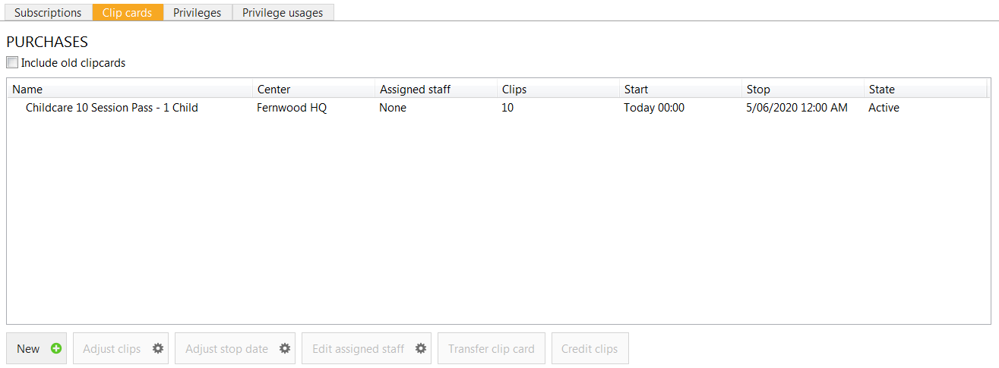 Subscriptions Clip cards Privileges Privilege usages
PURCHASES
Include old clipcards
Name Center Assigned staff Clips Start Stop State
Childcare 10 Session Pass - 1 Child Fernwood HQ None 10 Today 00:00 5/06/2020 12:00 AM Active
New Adjust clips Adjust stop date Edit assigned staff Transfer clip card Credit clips